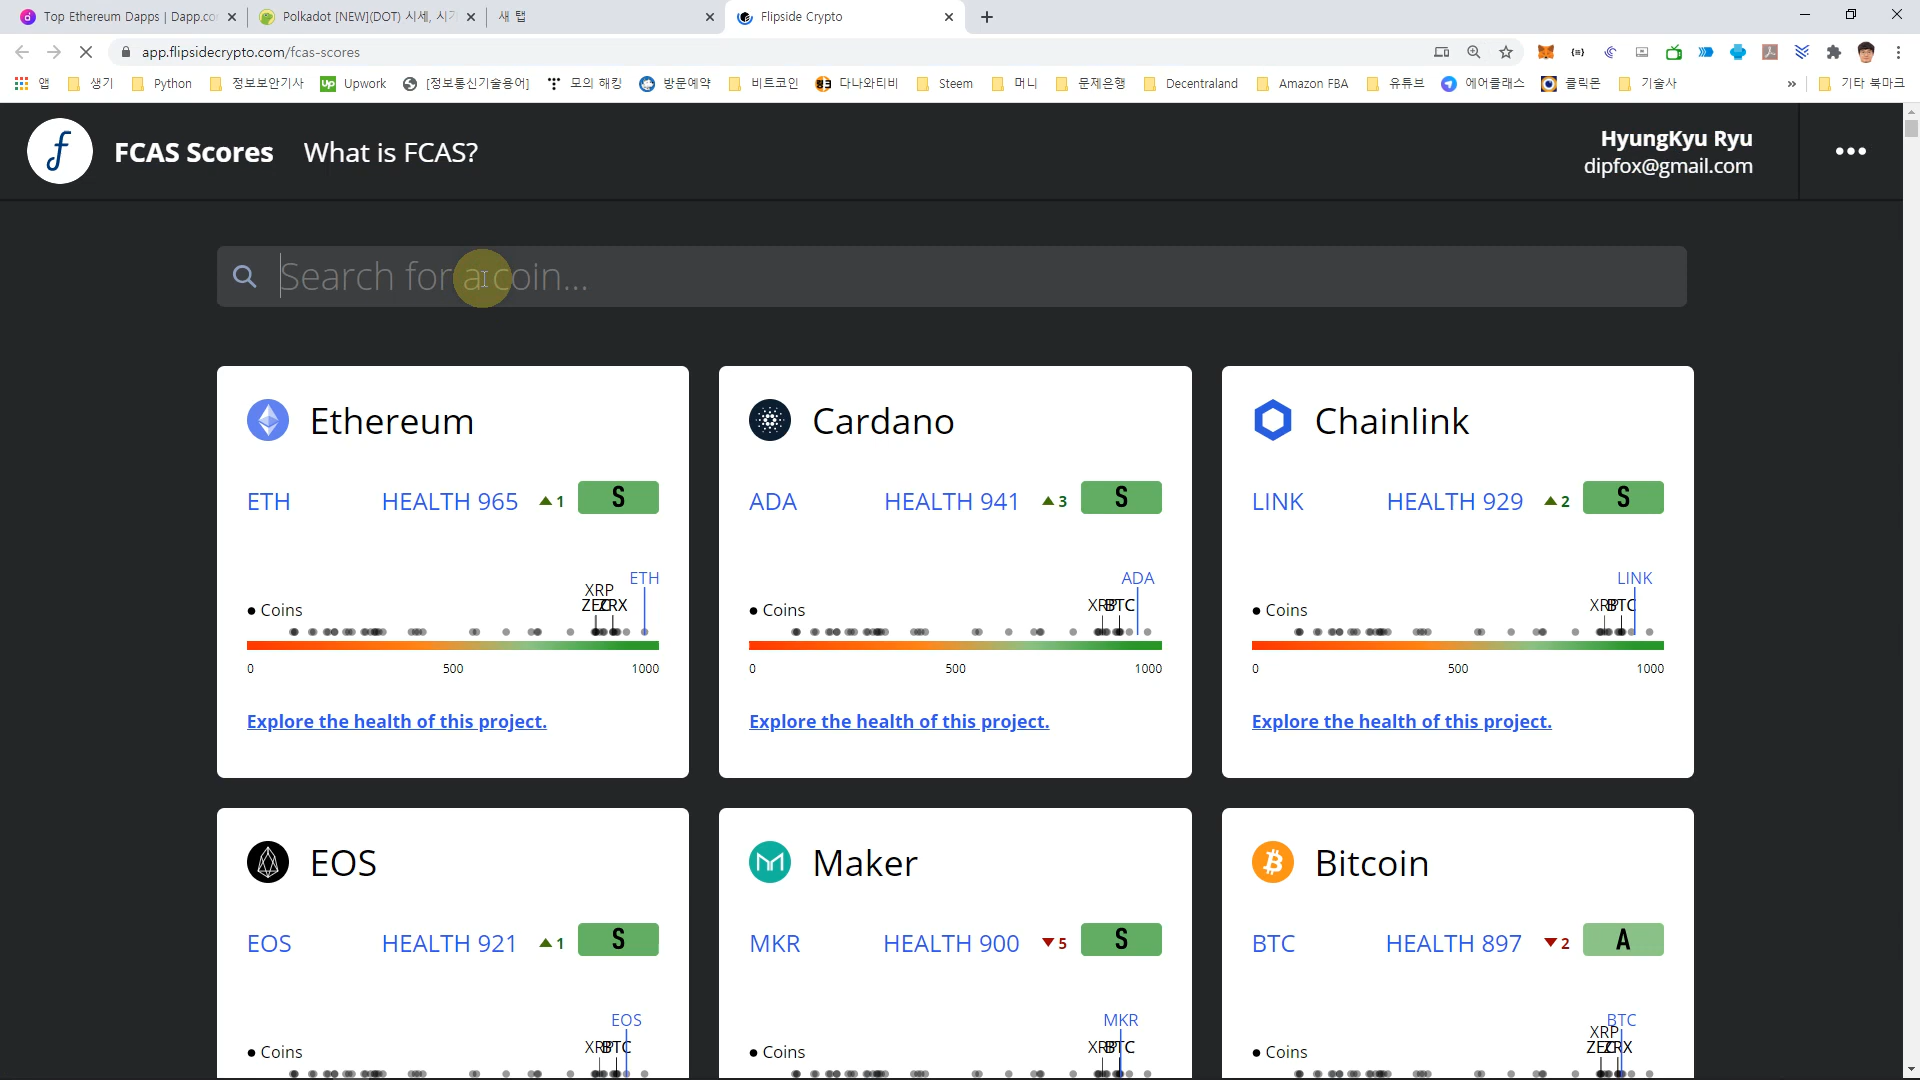 Top Ethereum Dapps | Dapp.co
Polkadot [NEW](DOT) 시세, 시가
새 탭
Flipside Crypto
app.flipsidecrypto.com/fcas-scores
앱
생기
Python
정보보안기사
Upwork
[정보통신기술용어]
모의 해킹
방문예약
비트코인
다나와티비
Steem
머니
문제은행
Decentraland
Amazon FBA
유튜브
에어클래스
클릭몬
기술사
»
기타 북마크
FCAS Scores
What is FCAS?
HyungKyu Ryu
dipfox@gmail.com
Search for a coin...
Ethereum
ETH HEALTH 965 ▲1 S
ETH
XRP
ZRX
Coins
0 500 1000
Explore the health of this project.
Cardano
ADA HEALTH 941 ▲3 S
ADA
BTC
Coins
0 500 1000
Explore the health of this project.
Chainlink
LINK HEALTH 929 ▲2 S
LINK
BTC
Coins
0 500 1000
Explore the health of this project.
EOS
EOS HEALTH 921 ▲1 S
EOS
BTC
Coins
Maker
MKR HEALTH 900 ▼5 S
MKR
BTC
Coins
Bitcoin
BTC HEALTH 897 ▼2 A
BTC
XRP
ZRX
Coins